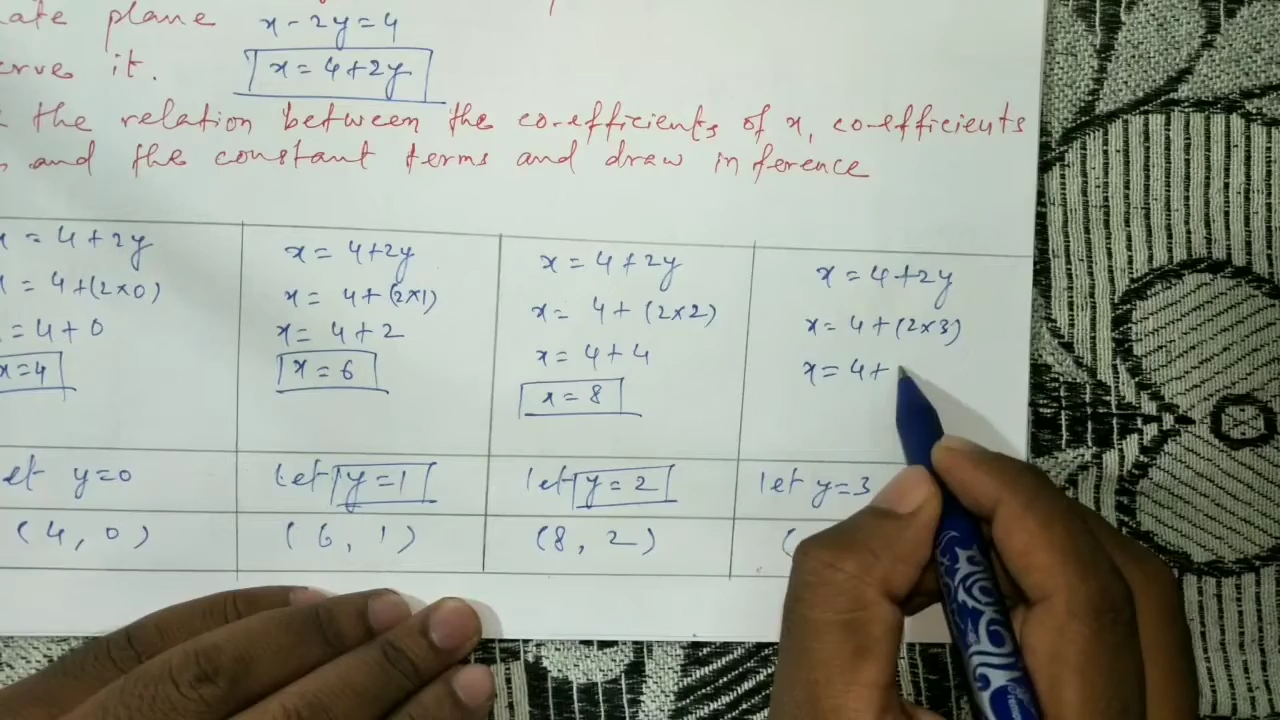 ate plane
x - 2y = 4
erve it.
x = 4 + 2y
the relation between the co-efficients of x, co-efficients
and the constant terms and draw inference
x = 4 + 2y
x = 4 + (2×0)
= 4 + 0
x = 4
let y = 0
(4, 0)
x = 4 + 2y
x = 4 + (2×1)
x = 4 + 2
x = 6
let y = 1
(6, 1)
x = 4 + 2y
x = 4 + (2×2)
x = 4 + 4
x = 8
let y = 2
(8, 2)
x = 4 + 2y
x = 4 + (2×3)
x = 4 +
let y = 3
(